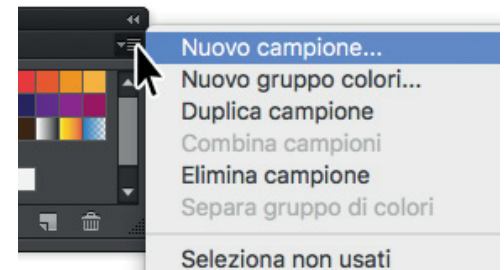 Nuovo campione...
Nuovo gruppo colori...
Duplica campione
Combina campioni
Elimina campione
Separa gruppo di colori
Seleziona non usati